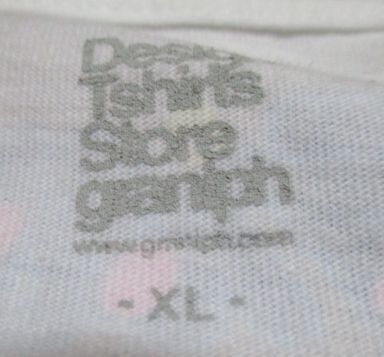 Design
Tshirts
Store
graniph
www.graniph.com
- XL -